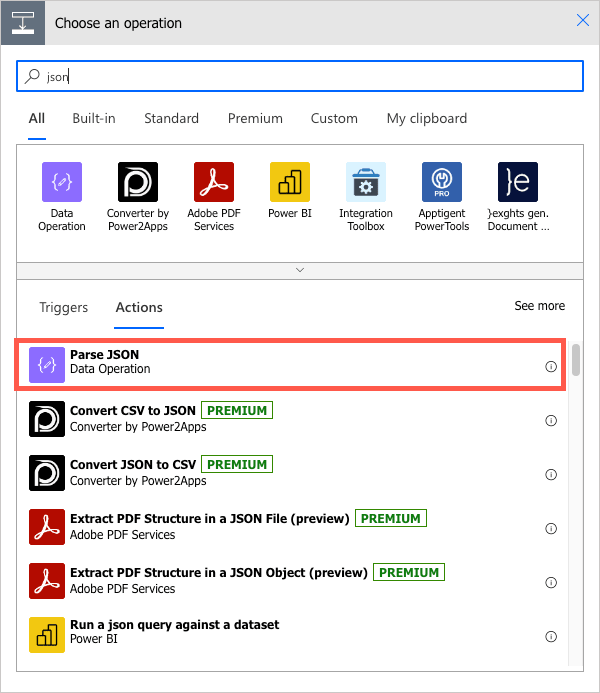 Choose an operation
json
All
Built-in
Standard
Premium
Custom
My clipboard
Data
Operation
Converter by
Power2Apps
Adobe PDF
Services
Power BI
Integration
Toolbox
PRO
Apptigent
PowerTools
}e
}exghts gen.
Document ...
Triggers
Actions
See more
Parse JSON
Data Operation
Convert CSV to JSON PREMIUM
Converter by Power2Apps
Convert JSON to CSV PREMIUM
Converter by Power2Apps
Extract PDF Structure in a JSON File (preview) PREMIUM
Adobe PDF Services
Extract PDF Structure in a JSON Object (preview) PREMIUM
Adobe PDF Services
Run a json query against a dataset
Power BI